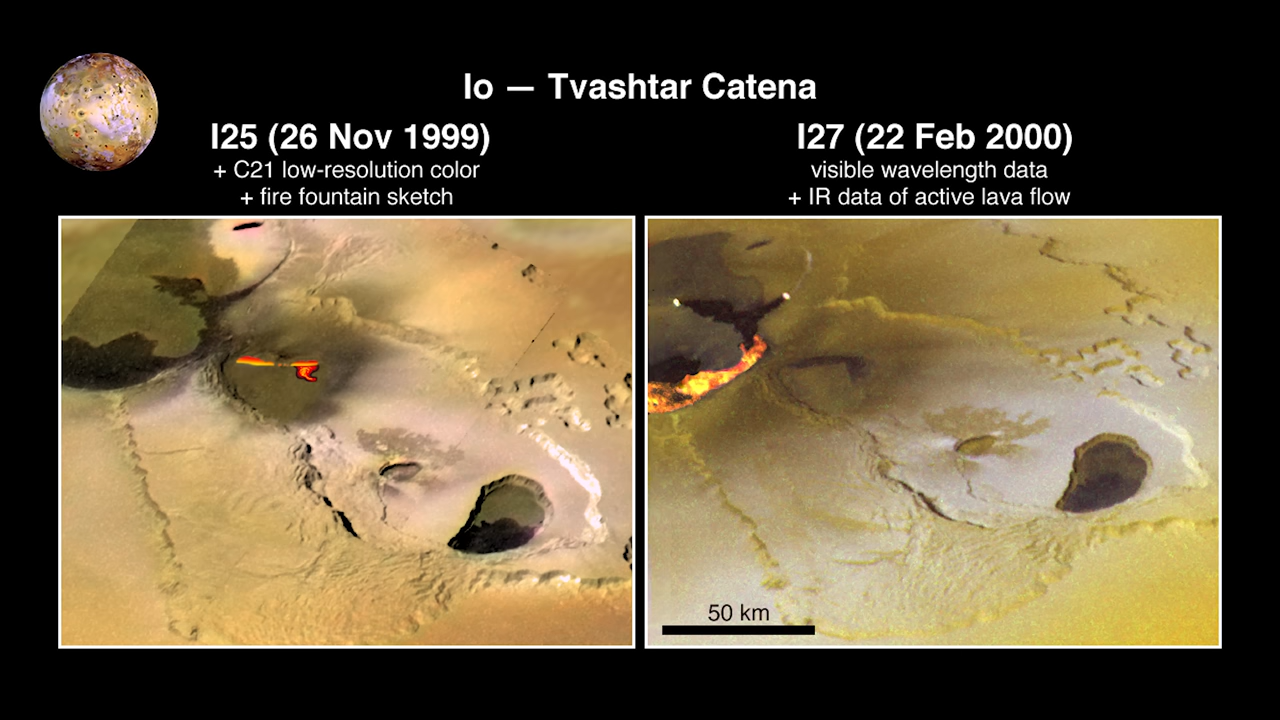 Io — Tvashtar Catena
I25 (26 Nov 1999)
+ C21 low-resolution color
+ fire fountain sketch
I27 (22 Feb 2000)
visible wavelength data
+ IR data of active lava flow
50 km